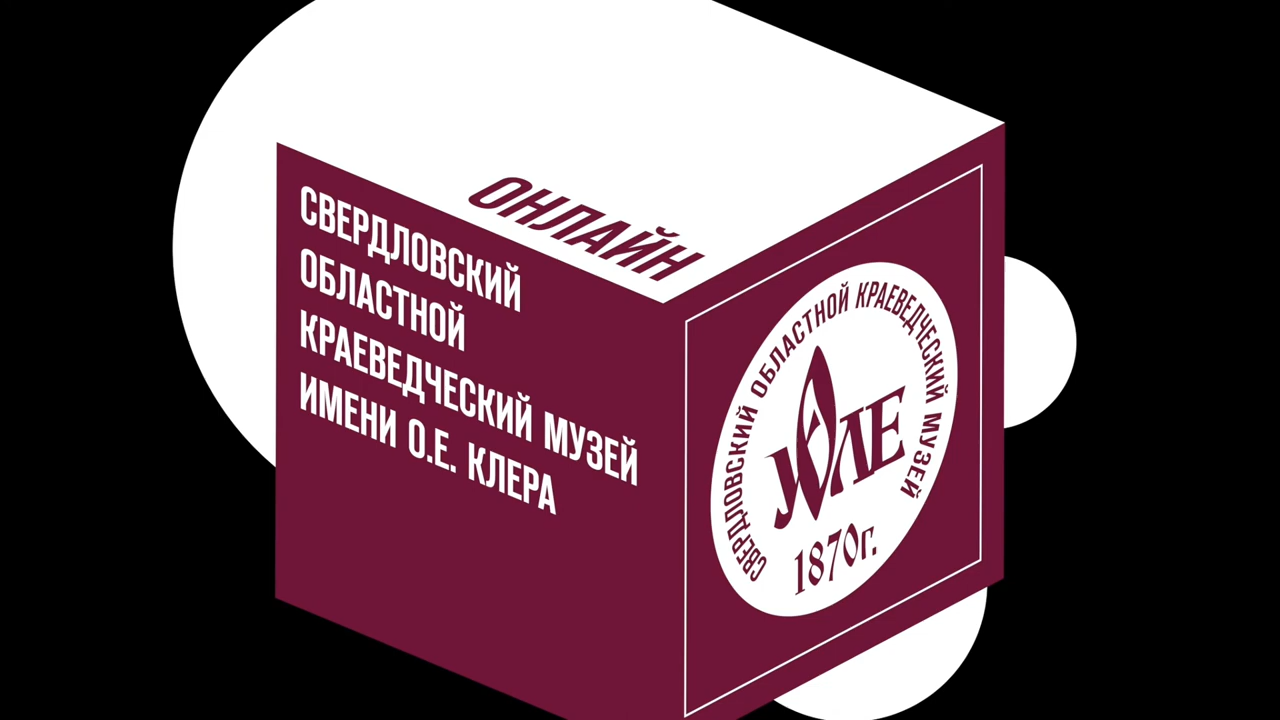 ОНЛАЙН
СВЕРДЛОВСКИЙ
ОБЛАСТНОЙ
КРАЕВЕДЧЕСКИЙ МУЗЕЙ
ИМЕНИ О.Е. КЛЕРА
СВЕРДЛОВСКИЙ ОБЛАСТНОЙ КРАЕВЕДЧЕСКИЙ МУЗЕЙ
УОЛЕ
1870г.